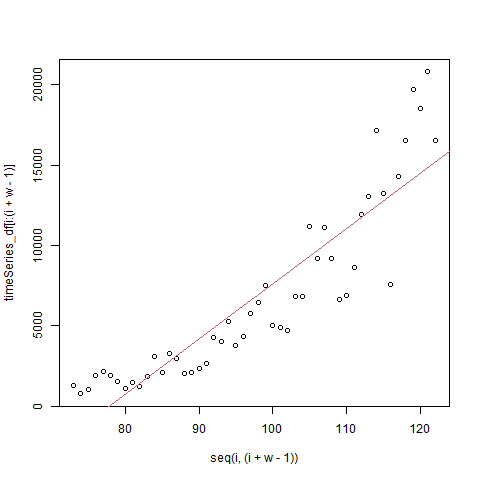 20000
15000
10000
5000
0
timeSeries_df[i:(i + w - 1)]
80 90 100 110 120
seq(i, (i + w - 1))